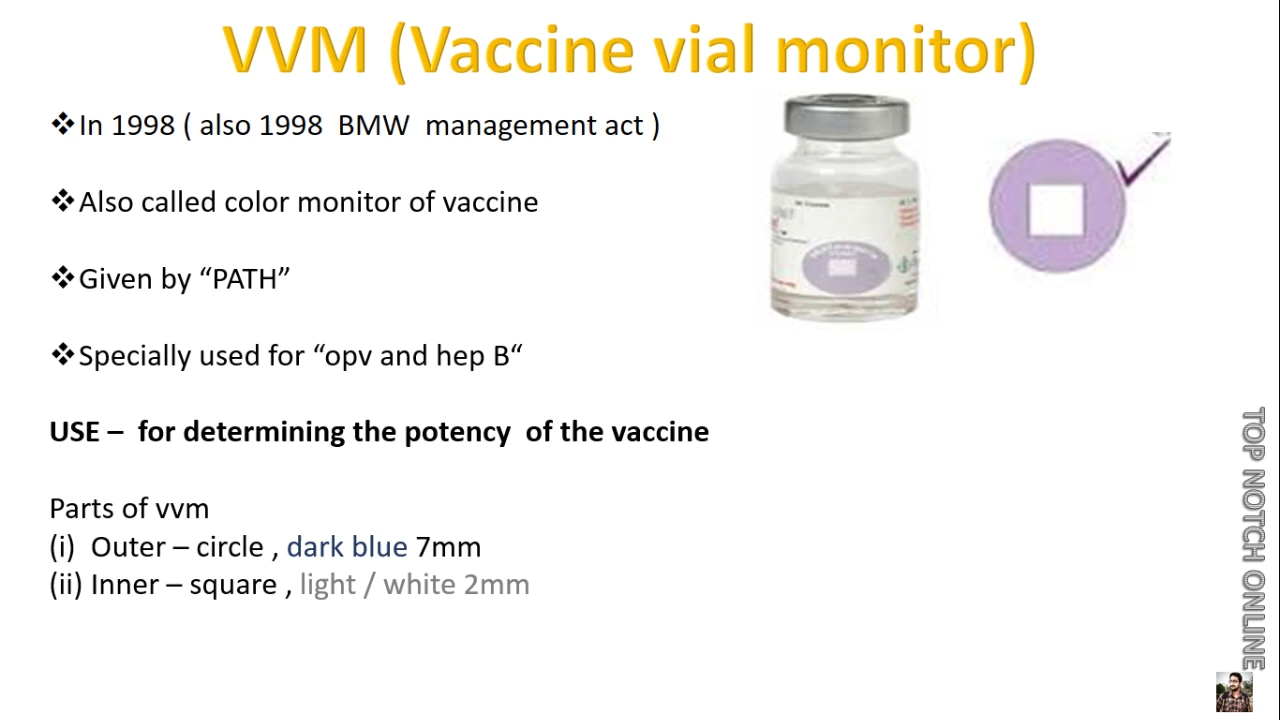 VVM (Vaccine vial monitor)
❖In 1998 ( also 1998 BMW management act )
❖Also called color monitor of vaccine
❖Given by “PATH”
❖Specially used for “opv and hep B“
USE – for determining the potency of the vaccine
Parts of vvm
(i) Outer – circle , dark blue 7mm
(ii) Inner – square , light / white 2mm
TOP NOTCH ONLINE